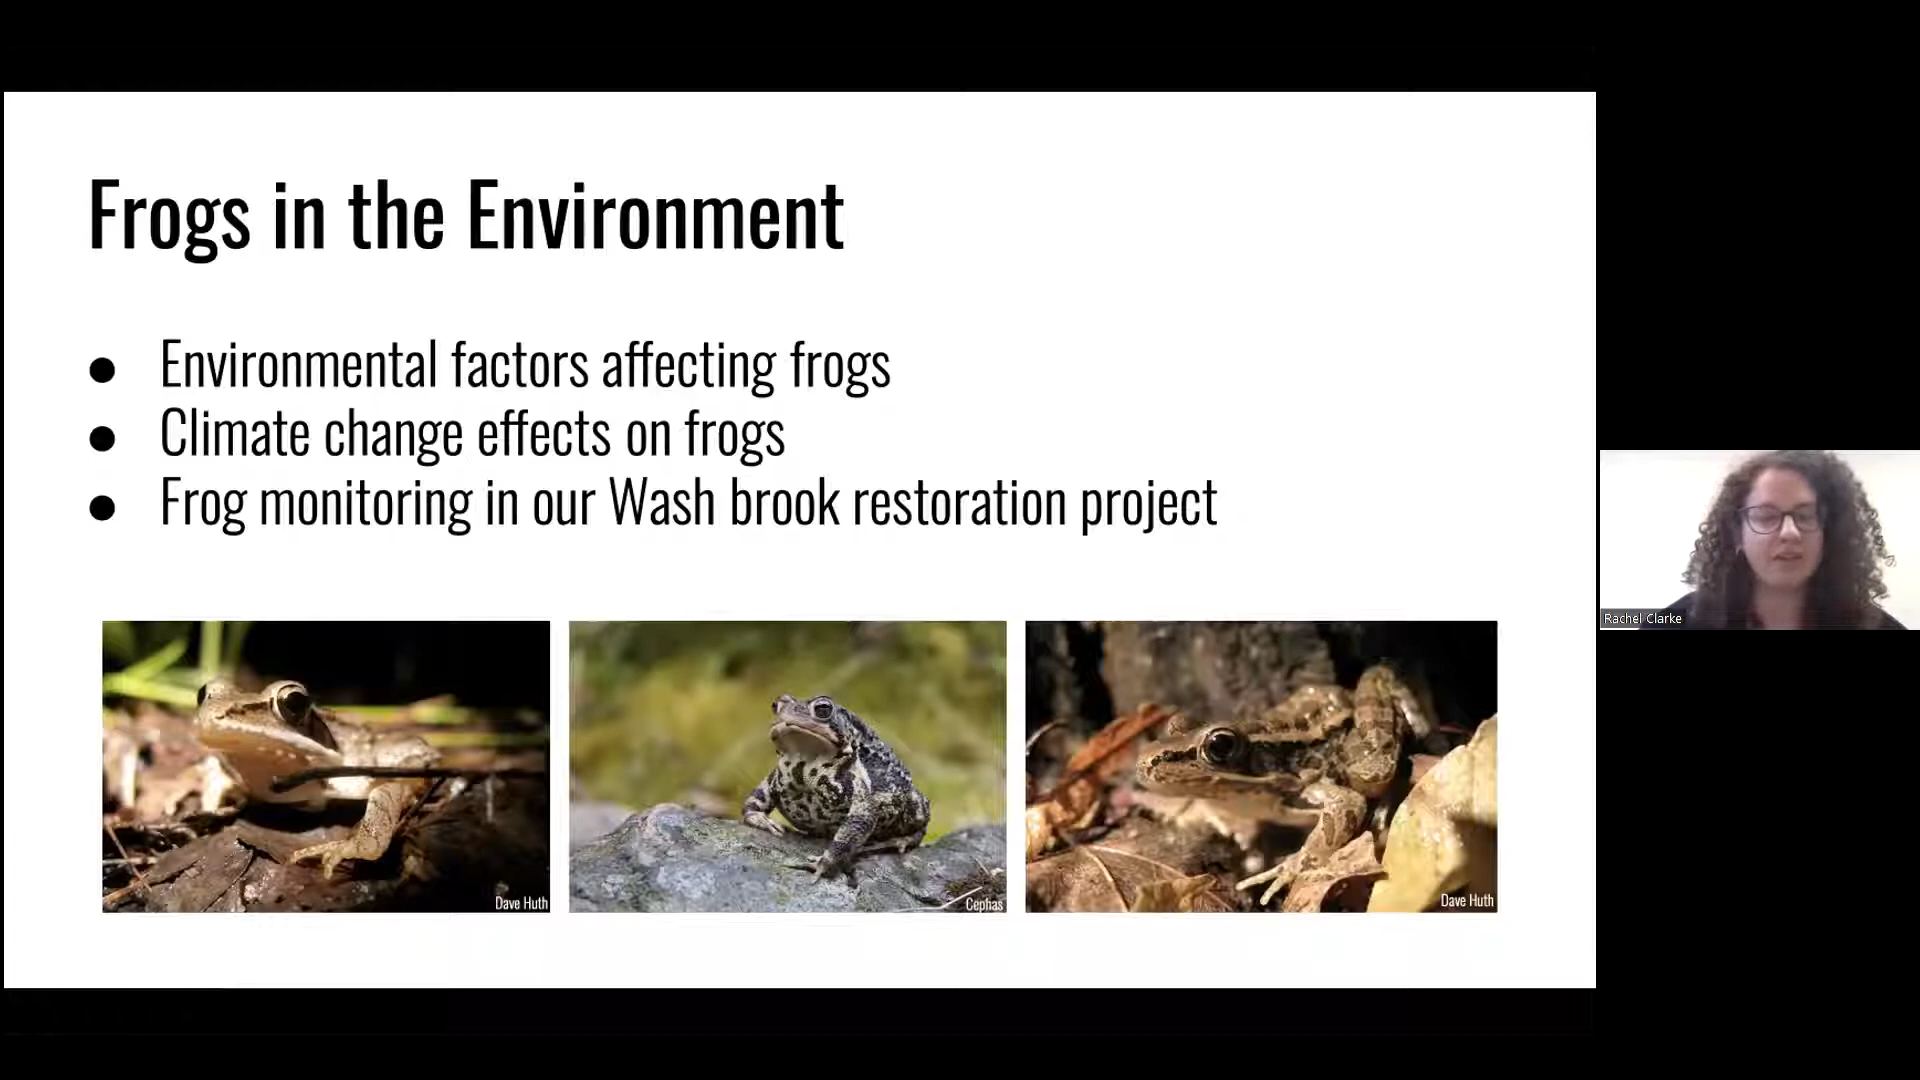 Frogs in the Environment
● Environmental factors affecting frogs
● Climate change effects on frogs
● Frog monitoring in our Wash brook restoration project
Rachel Clarke
Dave Huth
Cephas
Dave Huth